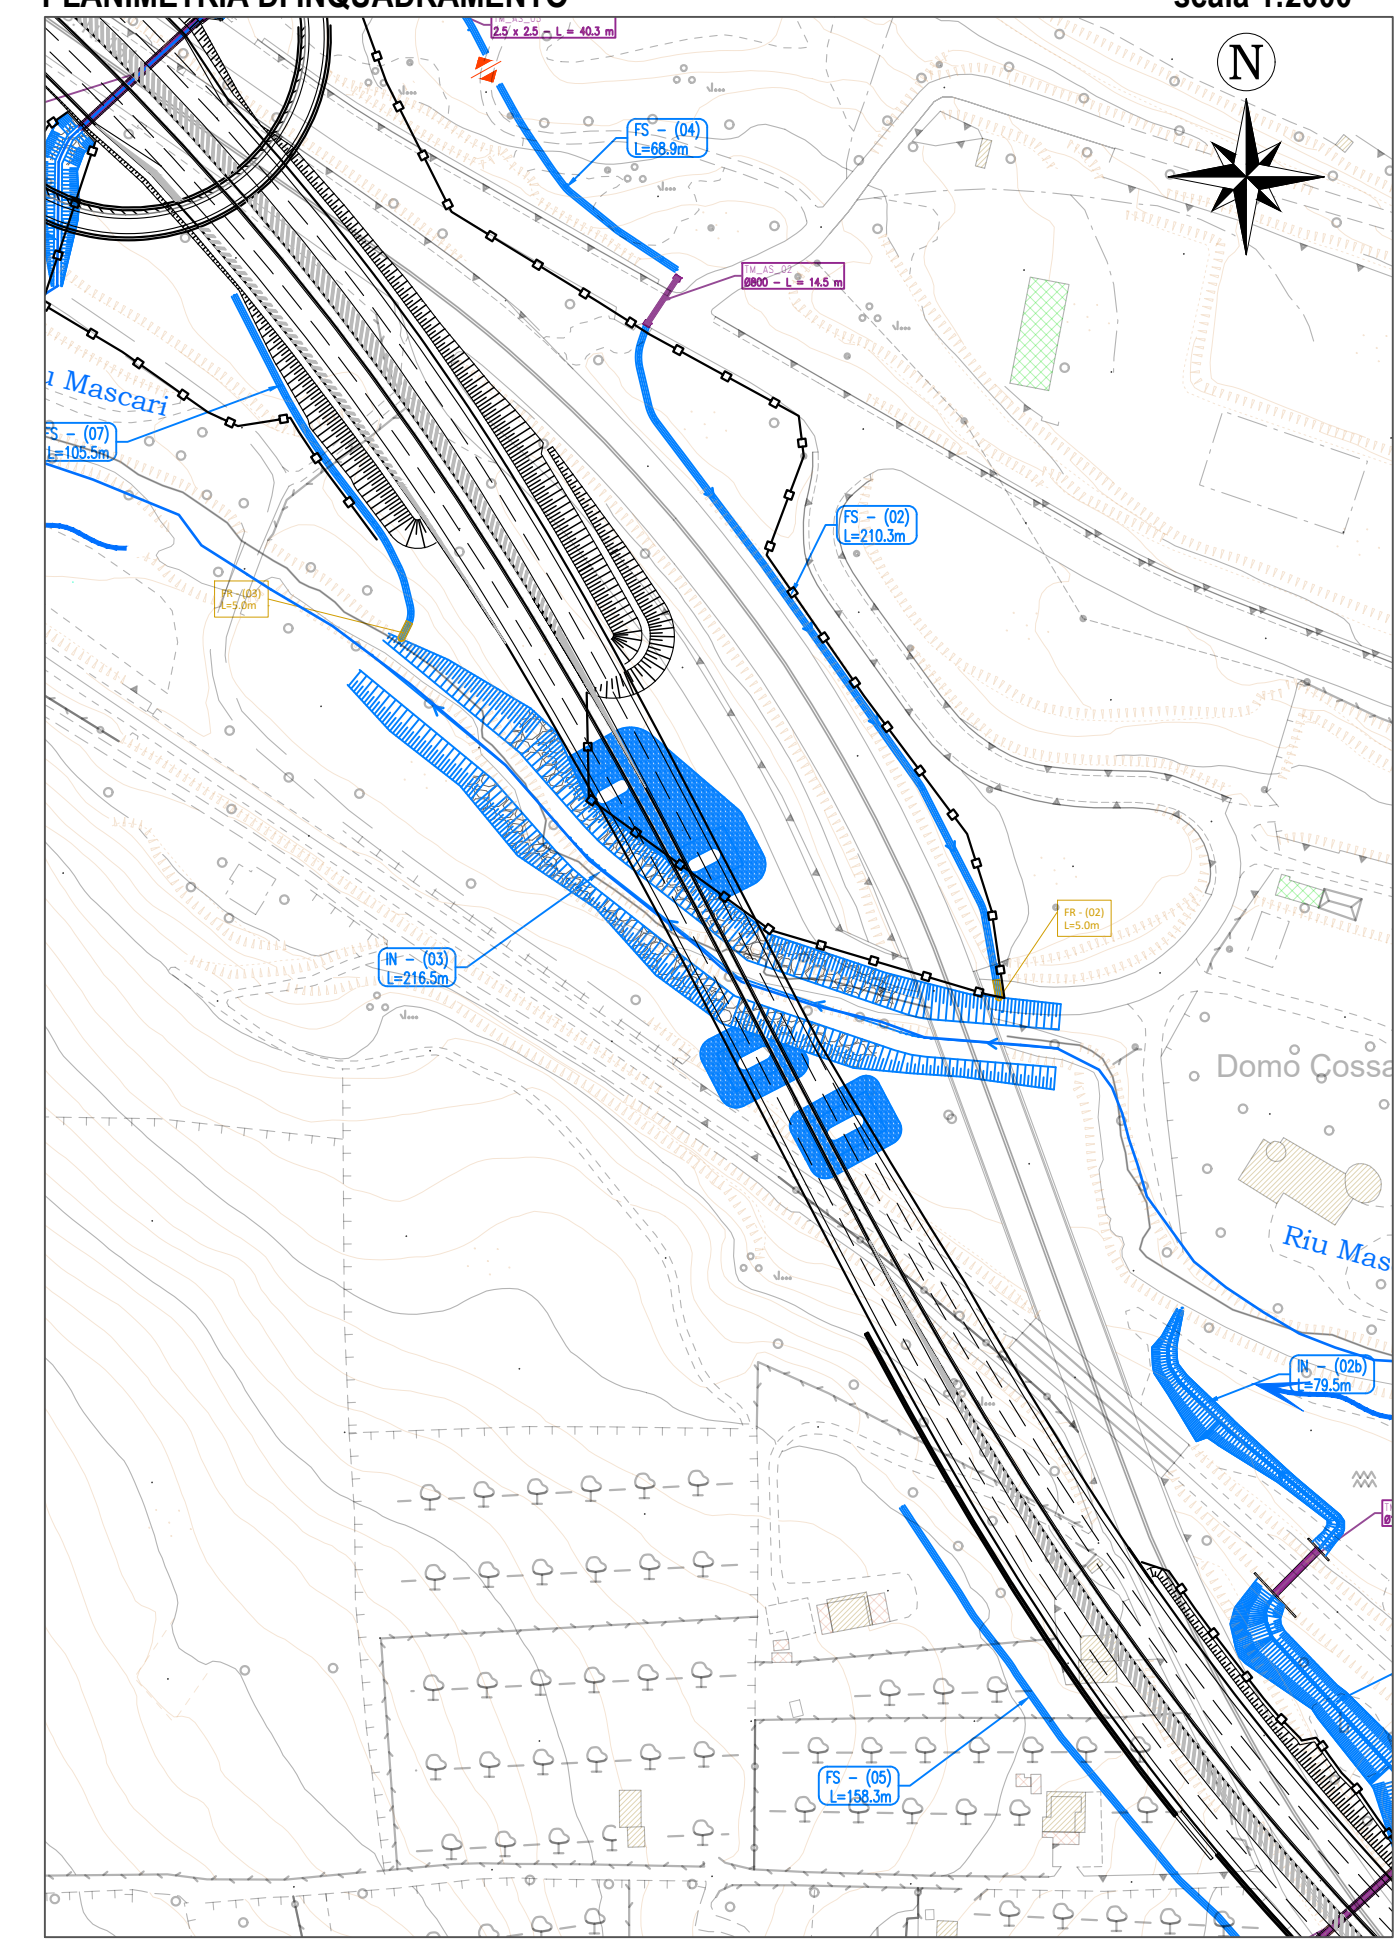 PLANIMETRIA DI INQUADRAMENTO
scala 1:2000
N
TM_AS_03
2.5 x 2.5 - L = 40.3 m
FS - (04)
L=68.9m
TM_AS_02
Ø800 - L = 14.5 m
u Mascari
FS - (07)
L=105.5m
FS - (02)
L=210.3m
FR - (03)
L=5.0m
FR - (02)
L=5.0m
IN - (03)
L=216.5m
Domo Cossa
Riu Mas
IN - (02b)
L=79.5m
FS - (05)
L=158.3m